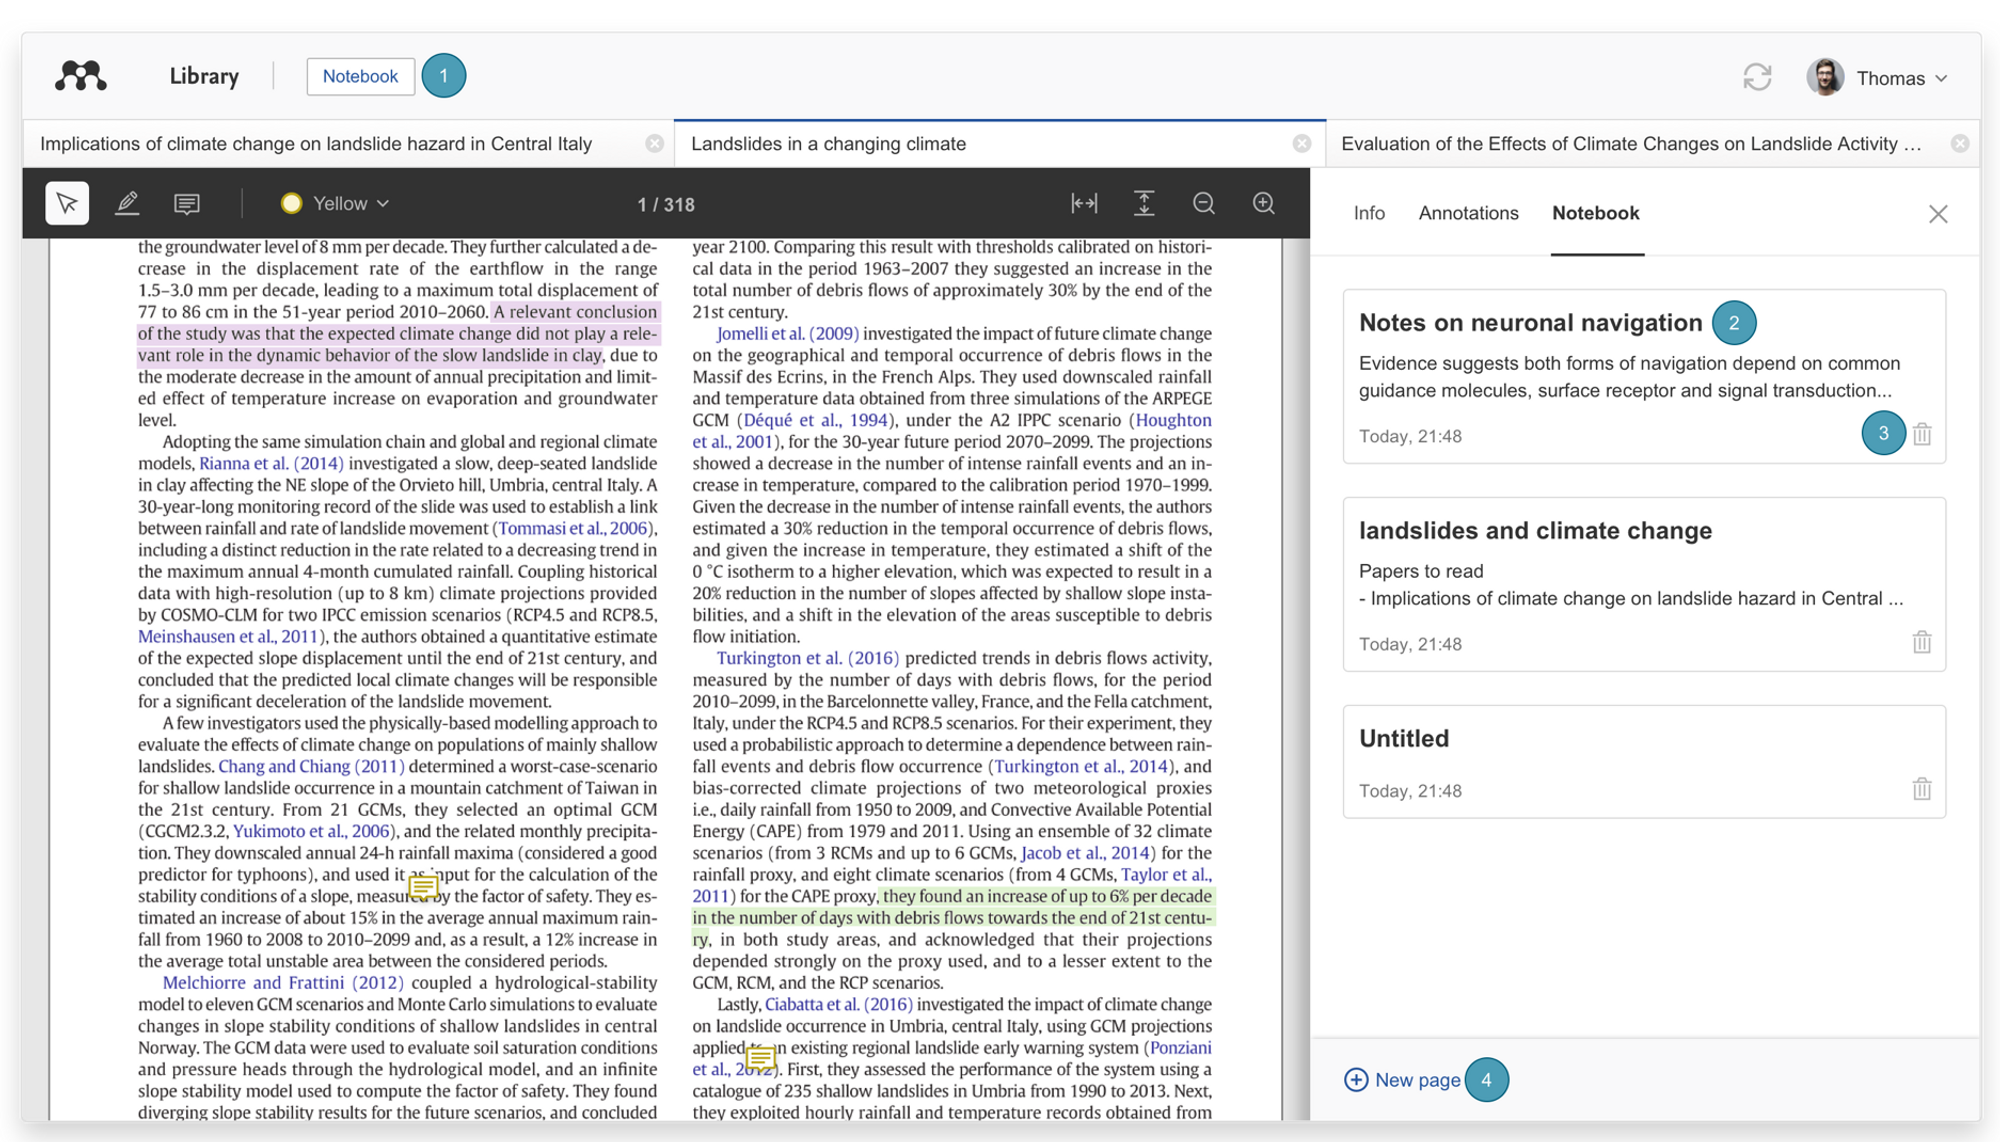 Library
Notebook
1
Thomas
Implications of climate change on landslide hazard in Central Italy
Landslides in a changing climate
Evaluation of the Effects of Climate Changes on Landslide Activity …
Yellow
1 / 318
the groundwater level of 8 mm per decade. They further calculated a de-
crease in the displacement rate of the earthflow in the range
1.5–3.0 mm per decade, leading to a maximum total displacement of
77 to 86 cm in the 51-year period 2010–2060. A relevant conclusion
of the study was that the expected climate change did not play a rele-
vant role in the dynamic behavior of the slow landslide in clay, due to
the moderate decrease in the amount of annual precipitation and limit-
ed effect of temperature increase on evaporation and groundwater
level.
Adopting the same simulation chain and global and regional climate
models, Rianna et al. (2014) investigated a slow, deep-seated landslide
in clay affecting the NE slope of the Orvieto hill, Umbria, central Italy. A
30-year-long monitoring record of the slide was used to establish a link
between rainfall and rate of landslide movement (Tommasi et al., 2006),
including a distinct reduction in the rate related to a decreasing trend in
the maximum annual 4-month cumulated rainfall. Coupling historical
data with high-resolution (up to 8 km) climate projections provided
by COSMO-CLM for two IPCC emission scenarios (RCP4.5 and RCP8.5,
Meinshausen et al., 2011), the authors obtained a quantitative estimate
of the expected slope displacement until the end of 21st century, and
concluded that the predicted local climate changes will be responsible
for a significant deceleration of the landslide movement.
A few investigators used the physically-based modelling approach to
evaluate the effects of climate change on populations of mainly shallow
landslides. Chang and Chiang (2011) determined a worst-case-scenario
for shallow landslide occurrence in a mountain catchment of Taiwan in
the 21st century. From 21 GCMs, they selected an optimal GCM
(CGCM2.3.2, Yukimoto et al., 2006), and the related monthly precipita-
tion. They downscaled annual 24-h rainfall maxima (considered a good
predictor for typhoons), and used it as input for the calculation of the
stability conditions of a slope, measured by the factor of safety. They es-
timated an increase of about 15% in the average annual maximum rain-
fall from 1960 to 2008 to 2010–2099 and, as a result, a 12% increase in
the average total unstable area between the considered periods.
Melchiorre and Frattini (2012) coupled a hydrological-stability
model to eleven GCM scenarios and Monte Carlo simulations to evaluate
changes in slope stability conditions of shallow landslides in central
Norway. The GCM data were used to evaluate soil saturation conditions
and pressure heads through the hydrological model, and an infinite
slope stability model used to compute the factor of safety. They found
diverging slope stability results for the future scenarios, and concluded
year 2100. Comparing this result with thresholds calibrated on histori-
cal data in the period 1963–2007 they suggested an increase in the
total number of debris flows of approximately 30% by the end of the
21st century.
Jomelli et al. (2009) investigated the impact of future climate change
on the geographical and temporal occurrence of debris flows in the
Massif des Ecrins, in the French Alps. They used downscaled rainfall
and temperature data obtained from three simulations of the ARPEGE
GCM (Déqué et al., 1994), under the A2 IPPC scenario (Houghton
et al., 2001), for the 30-year future period 2070–2099. The projections
showed a decrease in the number of intense rainfall events and an in-
crease in temperature, compared to the calibration period 1970–1999.
Given the decrease in the number of intense rainfall events, the authors
estimated a 30% reduction in the temporal occurrence of debris flows,
and given the increase in temperature, they estimated a shift of the
0 °C isotherm to a higher elevation, which was expected to result in a
20% reduction in the number of slopes affected by shallow slope insta-
bilities, and a shift in the elevation of the areas susceptible to debris
flow initiation.
Turkington et al. (2016) predicted trends in debris flows activity,
measured by the number of days with debris flows, for the period
2010–2099, in the Barcelonnette valley, France, and the Fella catchment,
Italy, under the RCP4.5 and RCP8.5 scenarios. For their experiment, they
used a probabilistic approach to determine a dependence between rain-
fall events and debris flow occurrence (Turkington et al., 2014), and
bias-corrected climate projections of two meteorological proxies
i.e., daily rainfall from 1950 to 2009, and Convective Available Potential
Energy (CAPE) from 1979 and 2011. Using an ensemble of 32 climate
scenarios (from 3 RCMs and up to 6 GCMs, Jacob et al., 2014) for the
rainfall proxy, and eight climate scenarios (from 4 GCMs, Taylor et al.,
2011) for the CAPE proxy, they found an increase of up to 6% per decade
in the number of days with debris flows towards the end of 21st centu-
ry, in both study areas, and acknowledged that their projections
depended strongly on the proxy used, and to a lesser extent to the
GCM, RCM, and the RCP scenarios.
Lastly, Ciabatta et al. (2016) investigated the impact of climate change
on landslide occurrence in Umbria, central Italy, using GCM projections
applied to an existing regional landslide early warning system (Ponziani
et al., 2012). First, they assessed the performance of the system using a
catalogue of 235 shallow landslides in Umbria from 1990 to 2013. Next,
they exploited hourly rainfall and temperature records obtained from
Info
Annotations
Notebook
Notes on neuronal navigation
2
Evidence suggests both forms of navigation depend on common
guidance molecules, surface receptor and signal transduction...
Today, 21:48
3
landslides and climate change
Papers to read
- Implications of climate change on landslide hazard in Central ...
Today, 21:48
Untitled
Today, 21:48
New page
4